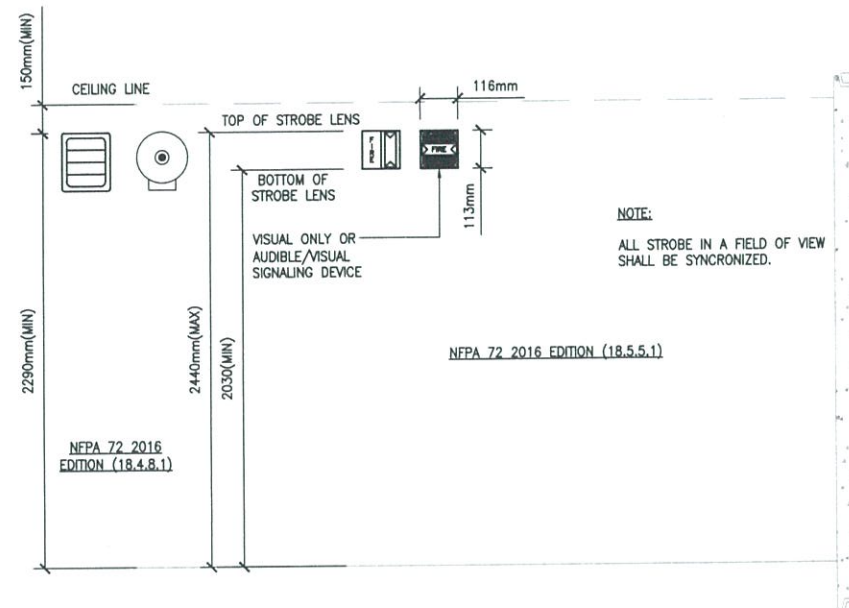 150mm(MIN)
CEILING LINE
116mm
TOP OF STROBE LENS
FIRE
FIRE
BOTTOM OF
STROBE LENS
113mm
VISUAL ONLY OR
AUDIBLE/VISUAL
SIGNALING DEVICE
NOTE:
ALL STROBE IN A FIELD OF VIEW
SHALL BE SYNCRONIZED.
2290mm(MIN)
2440mm(MAX)
2030(MIN)
NFPA 72 2016 EDITION (18.5.5.1)
NFPA 72 2016
EDITION (18.4.8.1)